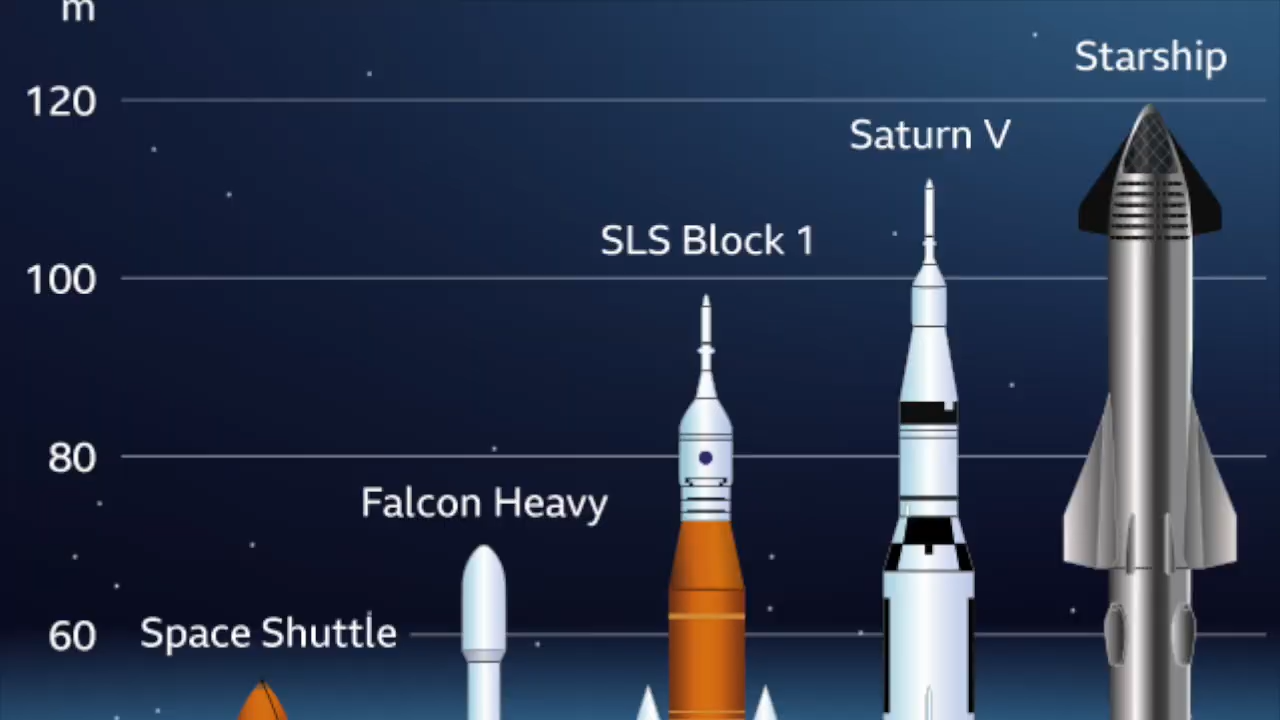 m
120
Starship
Saturn V
SLS Block 1
100
80
Falcon Heavy
60
Space Shuttle